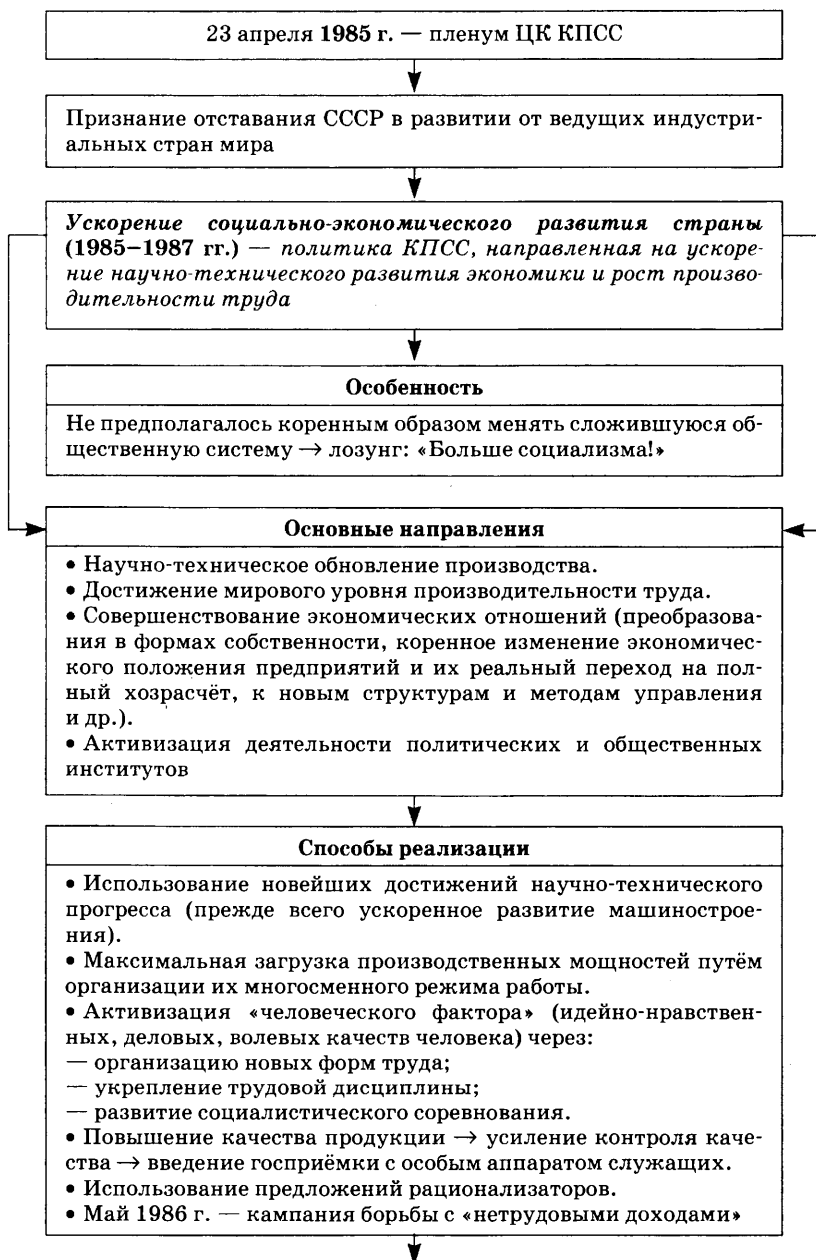 23 апреля 1985 г. — пленум ЦК КПСС
Признание отставания СССР в развитии от ведущих индустри-
альных стран мира
Ускорение социально-экономического развития страны
(1985–1987 гг.) — политика КПСС, направленная на ускоре-
ние научно-технического развития экономики и рост произво-
дительности труда
Особенность
Не предполагалось коренным образом менять сложившуюся об-
щественную систему → лозунг: «Больше социализма!»
Основные направления
• Научно-техническое обновление производства.
• Достижение мирового уровня производительности труда.
• Совершенствование экономических отношений (преобразова-
ния в формах собственности, коренное изменение экономичес-
кого положения предприятий и их реальный переход на пол-
ный хозрасчёт, к новым структурам и методам управления
и др.).
• Активизация деятельности политических и общественных
институтов
Способы реализации
• Использование новейших достижений научно-технического
прогресса (прежде всего ускоренное развитие машинострое-
ния).
• Максимальная загрузка производственных мощностей путём
организации их многосменного режима работы.
• Активизация «человеческого фактора» (идейно-нравствен-
ных, деловых, волевых качеств человека) через:
— организацию новых форм труда;
— укрепление трудовой дисциплины;
— развитие социалистического соревнования.
• Повышение качества продукции → усиление контроля каче-
ства → введение госприёмки с особым аппаратом служащих.
• Использование предложений рационализаторов.
• Май 1986 г. — кампания борьбы с «нетрудовыми доходами»